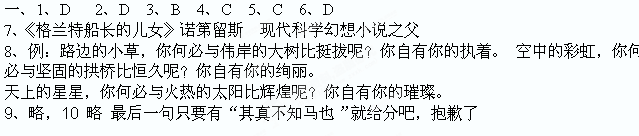 一、1、D 2、D 3、B 4、C 5、C 6、D
7、《格兰特船长的儿女》诺第留斯 现代科学幻想小说之父
8、例：路边的小草，你何必与伟岸的大树比挺拔呢？你自有你的执着。 空中的彩虹，你何
必与坚固的拱桥比恒久呢？你自有你的绚丽。
天上的星星，你何必与火热的太阳比辉煌呢？你自有你的璀璨。
9、略，10 略 最后一句只要有“其真不知马也 ”就给分吧，抱歉了